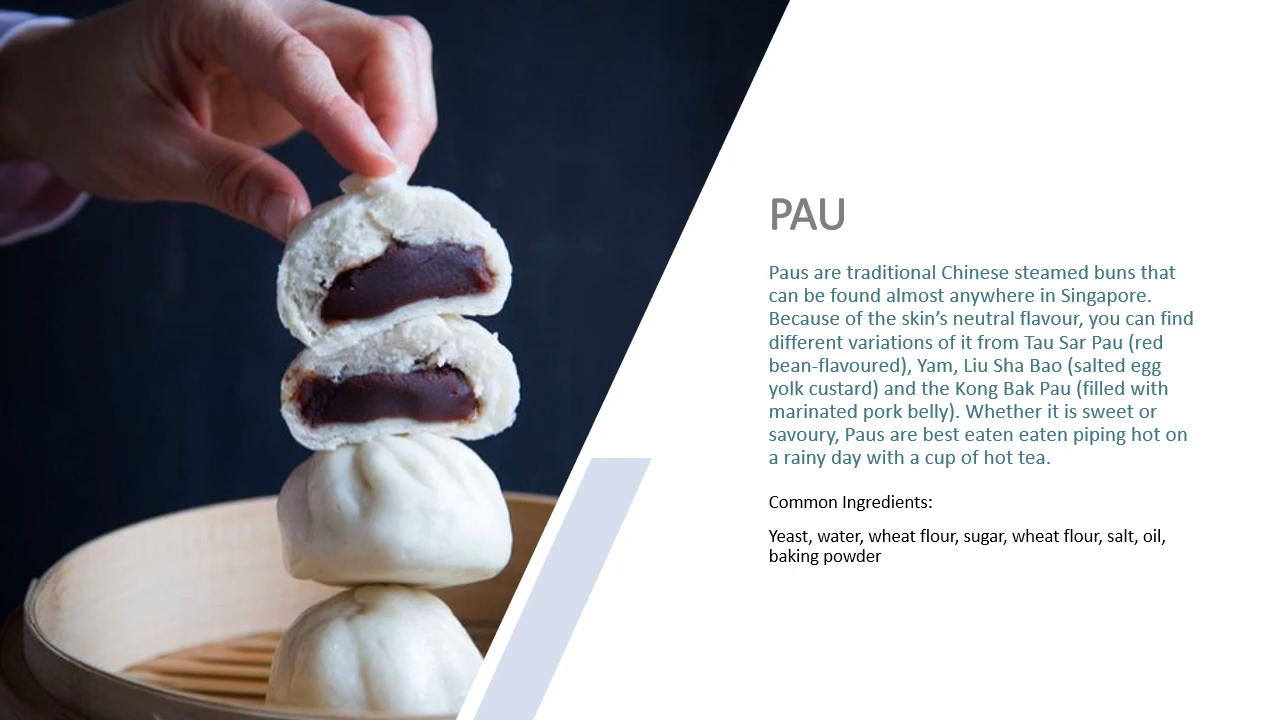 PAU
Paus are traditional Chinese steamed buns that
can be found almost anywhere in Singapore.
Because of the skin’s neutral flavour, you can find
different variations of it from Tau Sar Pau (red
bean-flavoured), Yam, Liu Sha Bao (salted egg
yolk custard) and the Kong Bak Pau (filled with
marinated pork belly). Whether it is sweet or
savoury, Paus are best eaten eaten piping hot on
a rainy day with a cup of hot tea.
Common Ingredients:
Yeast, water, wheat flour, sugar, wheat flour, salt, oil,
baking powder